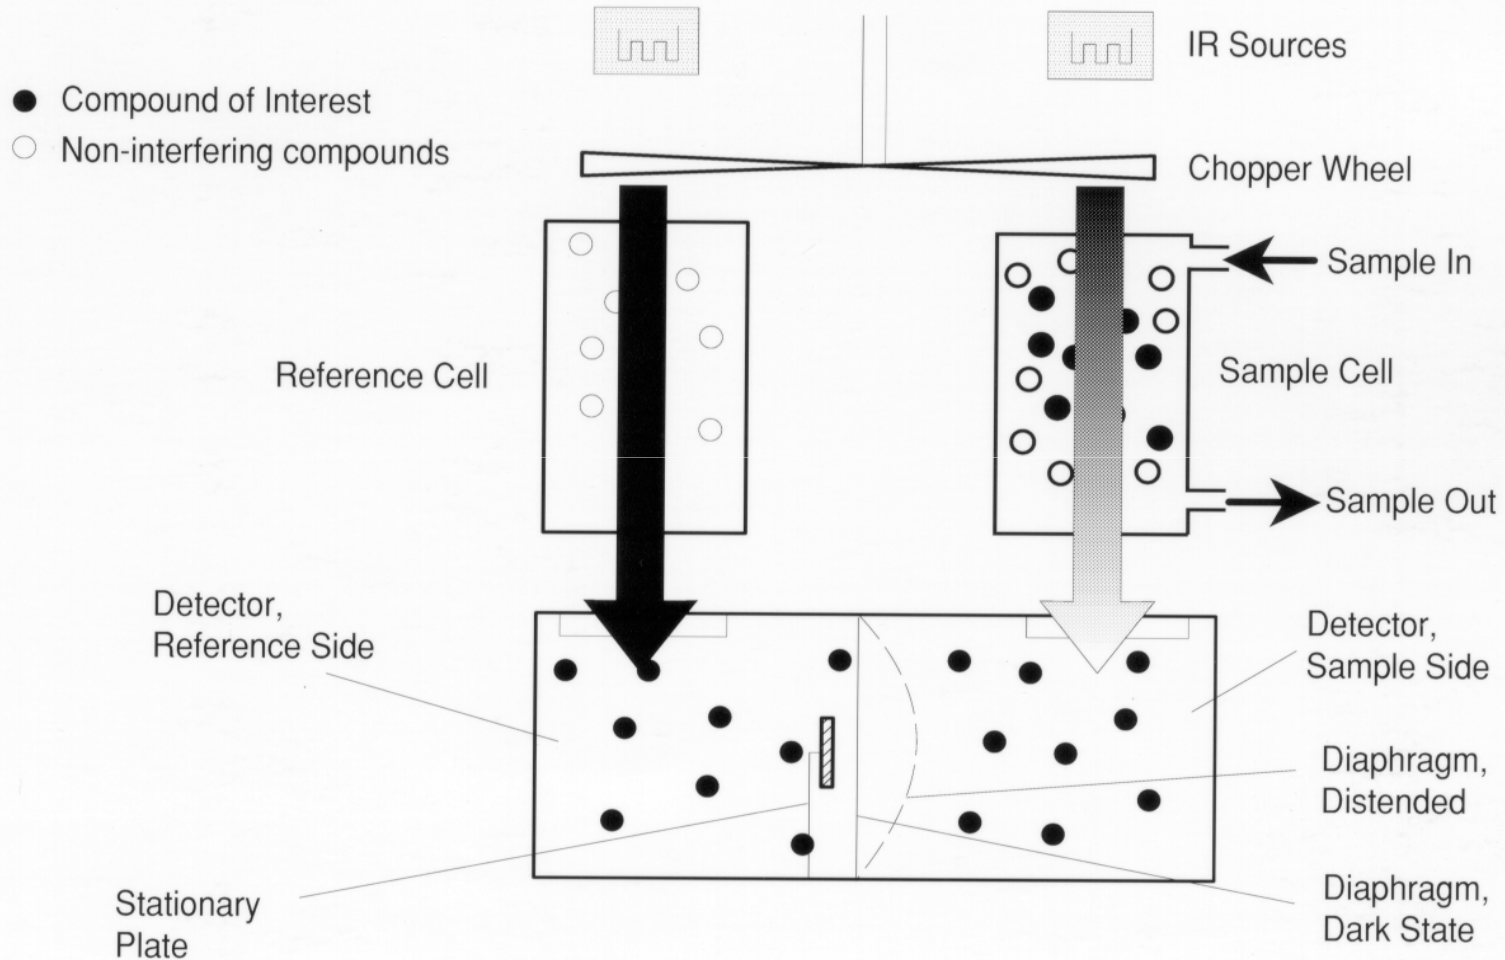 IR Sources
Compound of Interest
Non-interfering compounds
Chopper Wheel
Sample In
Reference Cell
Sample Cell
Sample Out
Detector,
Reference Side
Detector,
Sample Side
Diaphragm,
Distended
Stationary
Plate
Diaphragm,
Dark State